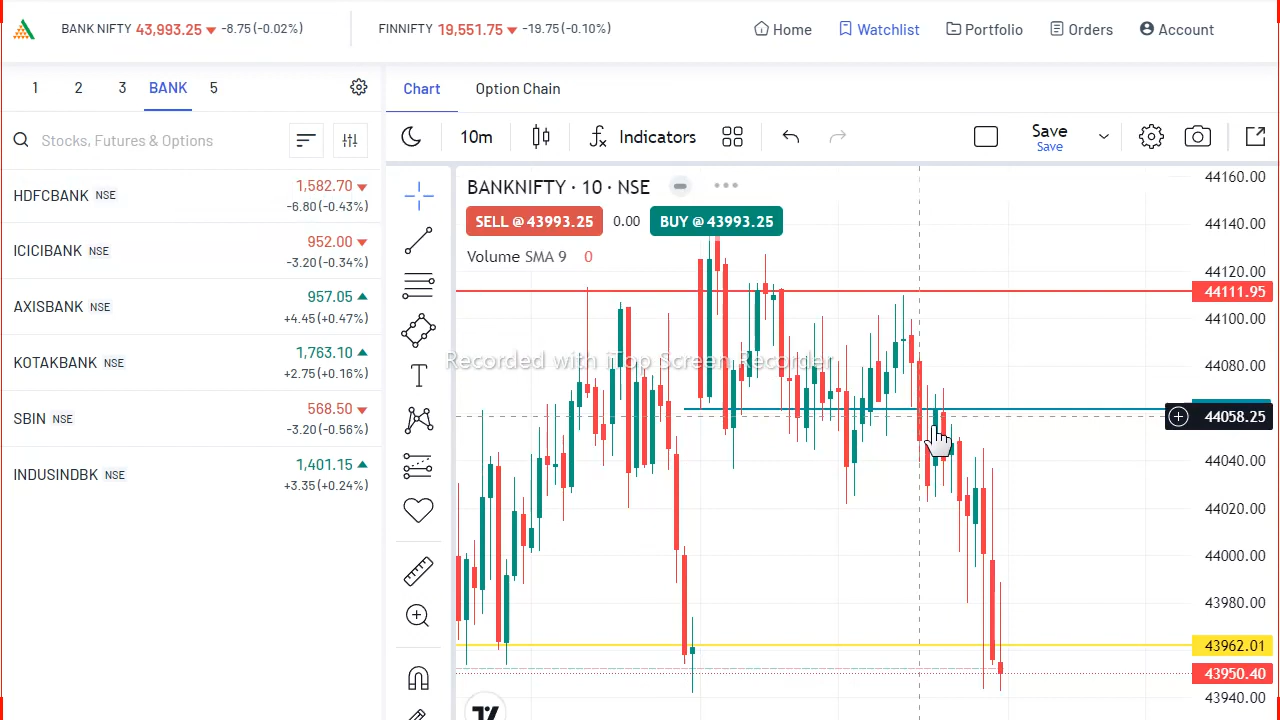 BANK NIFTY 43,993.25 -8.75 (-0.02%) FINNIFTY 19,551.75 -19.75 (-0.10%) Home Watchlist Portfolio Orders Account
1 2 3 BANK 5
Chart Option Chain
Stocks, Futures & Options
10m Indicators Save
Save
HDFCBANK NSE 1,582.70
-6.80 (-0.43%)
ICICIBANK NSE 952.00
-3.20 (-0.34%)
AXISBANK NSE 957.05
+4.45 (+0.47%)
KOTAKBANK NSE 1,763.10
+2.75 (+0.16%)
SBIN NSE 568.50
-3.20 (-0.56%)
INDUSINDBK NSE 1,401.15
+3.35 (+0.24%)
BANKNIFTY · 10 · NSE
SELL @ 43993.25 0.00 BUY @ 43993.25
Volume SMA 9 0
Recorded with iTop Screen Recorder
44160.00
44140.00
44120.00
44111.95
44100.00
44080.00
44058.25
44040.00
44020.00
44000.00
43980.00
43962.01
43950.40
43940.00